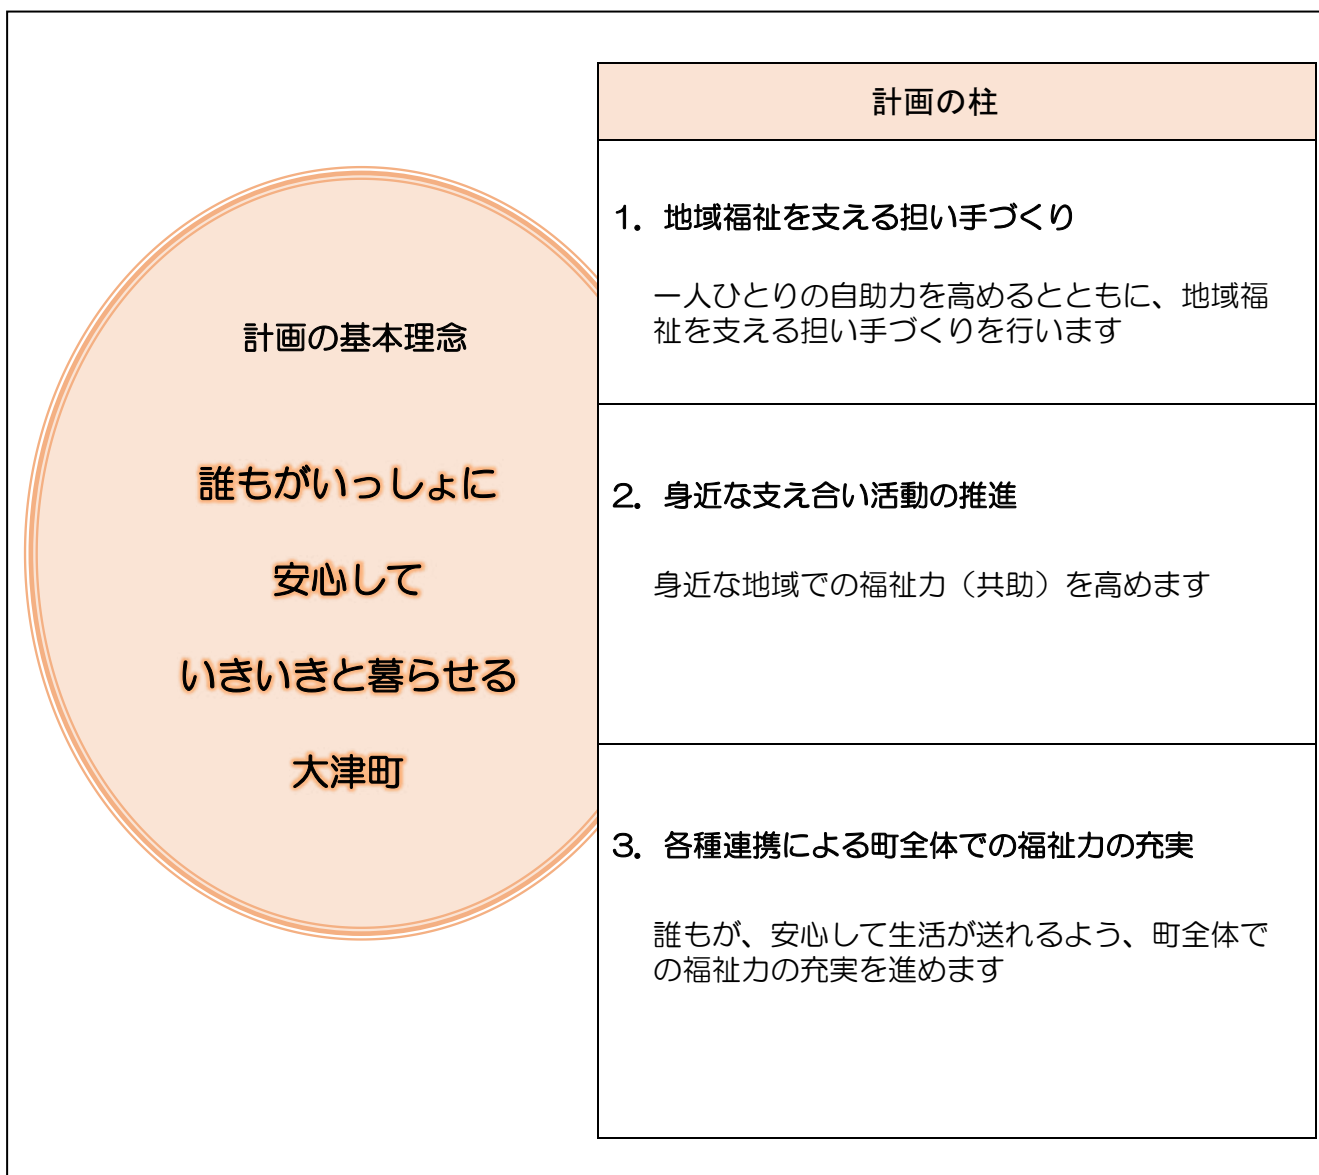 計画の基本理念
誰もがいっしょに
安心して
いきいきと暮らせる
大津町
計画の柱
1．地域福祉を支える担い手づくり
一人ひとりの自助力を高めるとともに、地域福
祉を支える担い手づくりを行います
2．身近な支え合い活動の推進
身近な地域での福祉力（共助）を高めます
3．各種連携による町全体での福祉力の充実
誰もが、安心して生活が送れるよう、町全体で
の福祉力の充実を進めます